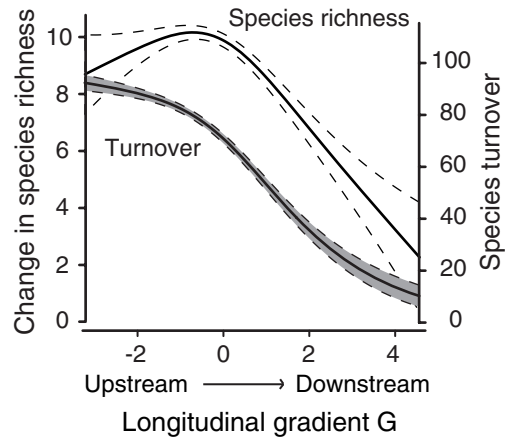 Species richness
Change in species richness
10
8
6
4
2
0
Turnover
100
80
60
40
20
0
Species turnover
-2 0 2 4
Upstream Downstream
Longitudinal gradient G